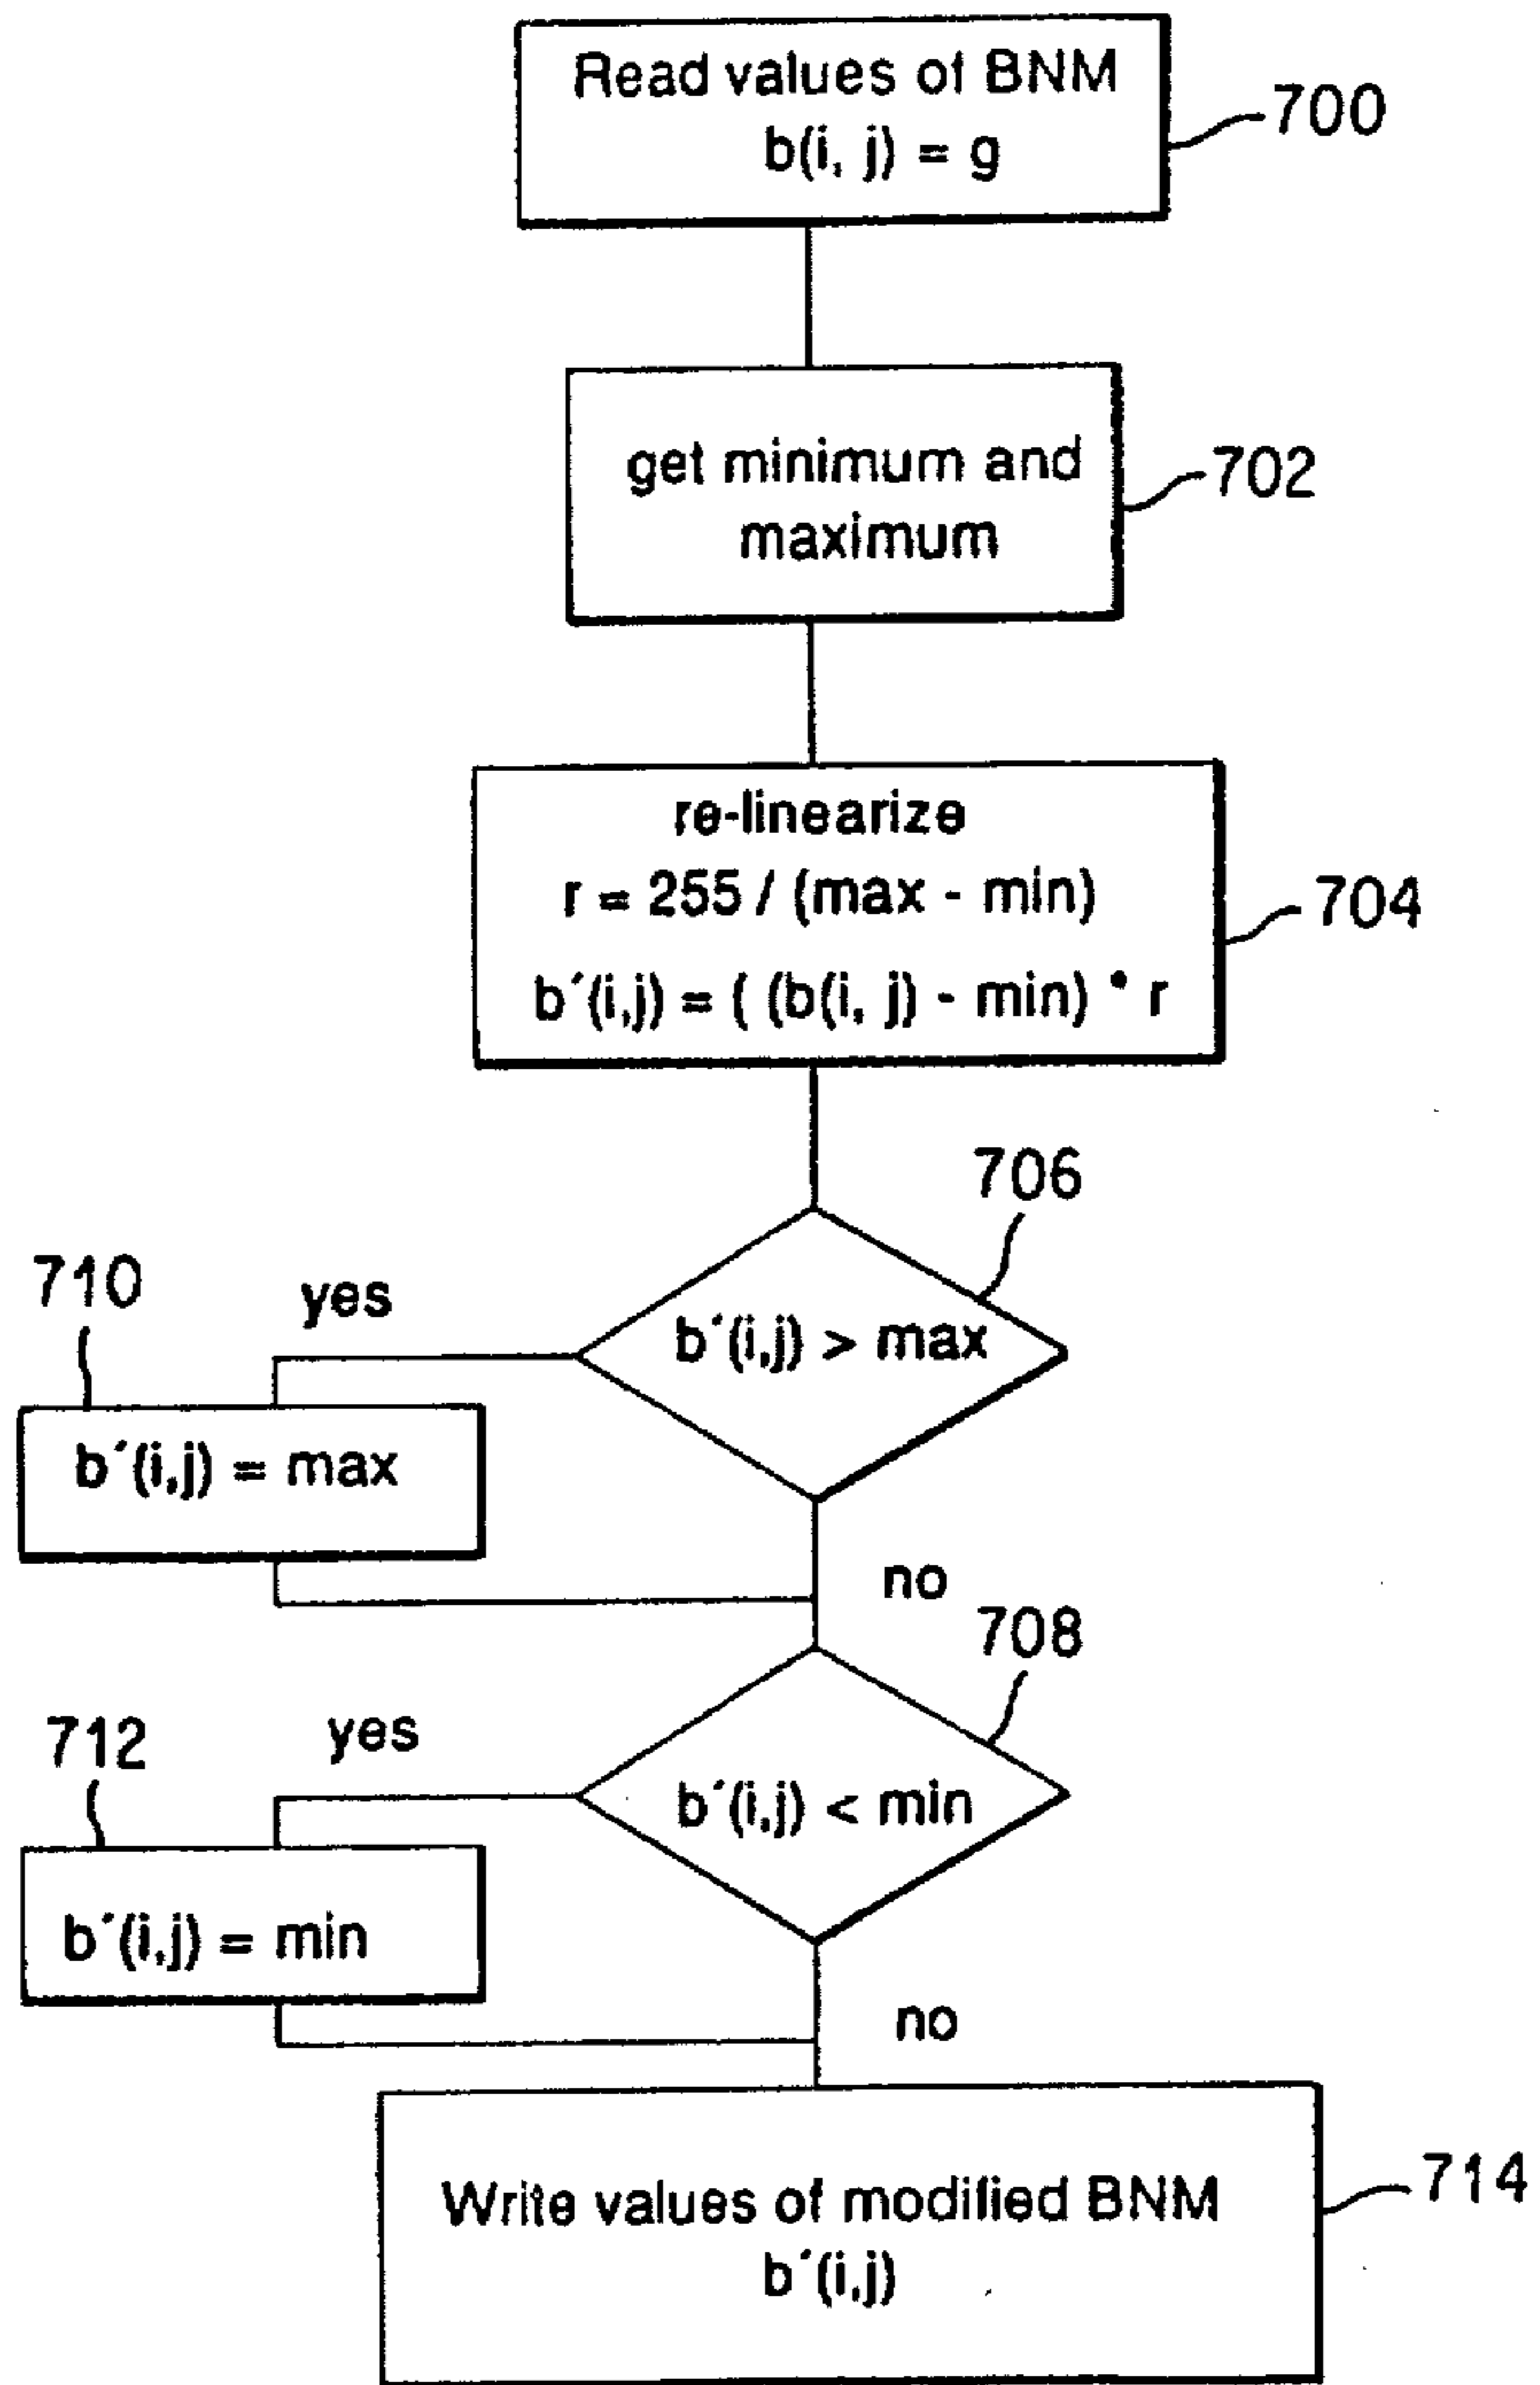 Read values of BNM
b(i, j) = g
700
get minimum and
maximum
702
re-linearize
r = 255 / (max - min)
b´(i,j) = ( (b(i, j) - min) * r
704
706
b´(i,j) > max
yes
710
b´(i,j) = max
no
708
b´(i,j) < min
yes
712
b´(i,j) = min
no
Write values of modified BNM
b´(i,j)
714